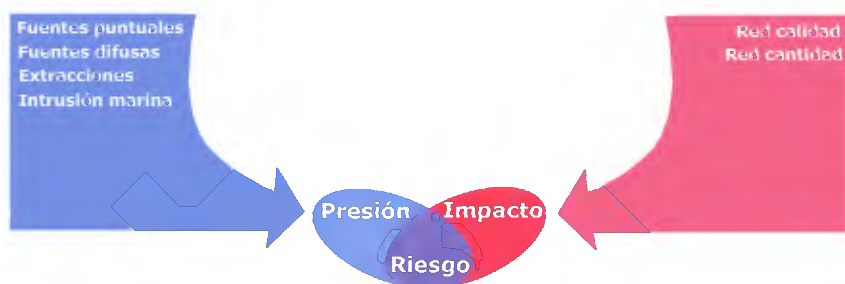 Fuentes puntuales
Fuentes difusas
Extracciones
Intrusión marina
Red calidad
Red cantidad
Presión
Impacto
Riesgo